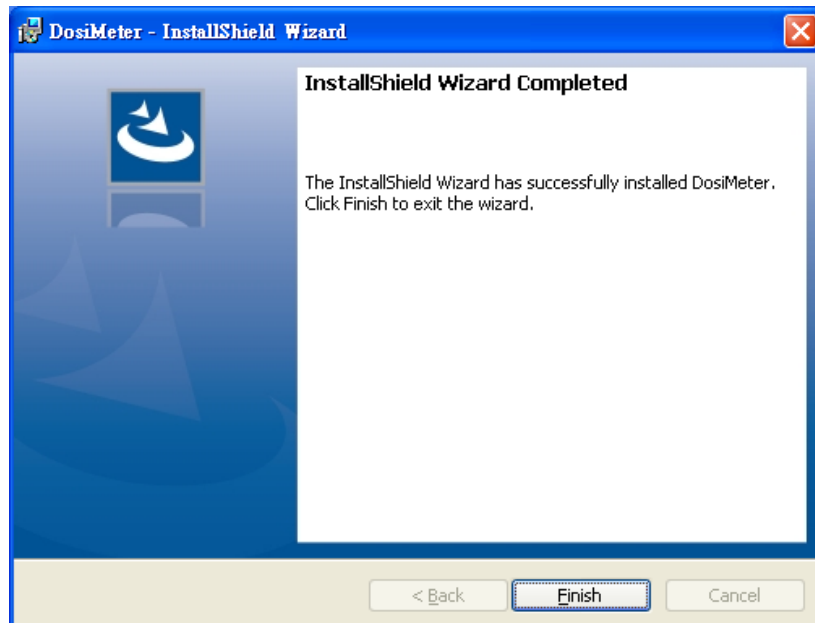 DosiMeter - InstallShield Wizard
InstallShield Wizard Completed
The InstallShield Wizard has successfully installed DosiMeter.
Click Finish to exit the wizard.
< Back
Finish
Cancel